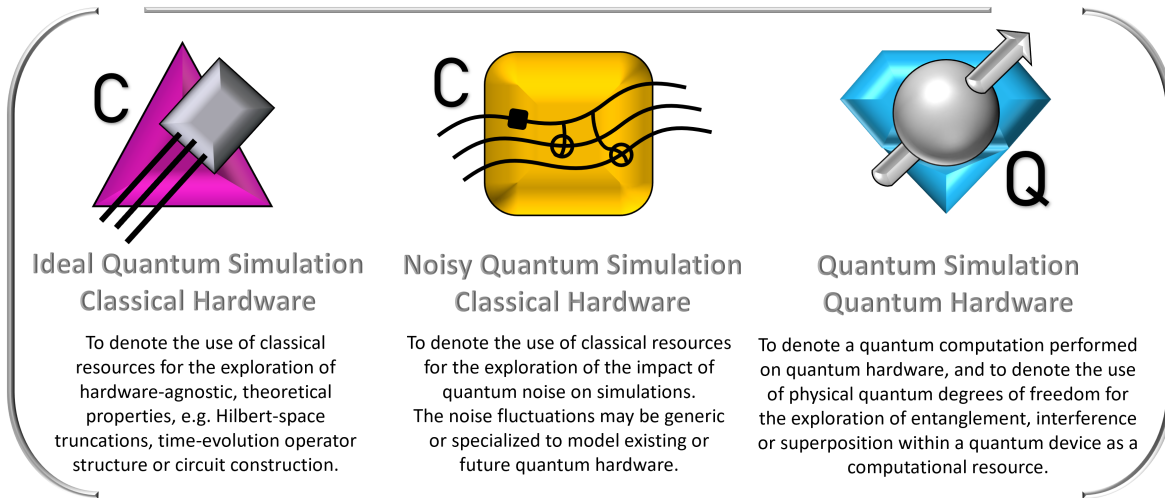 C
Ideal Quantum Simulation
Classical Hardware
To denote the use of classical
resources for the exploration of
hardware-agnostic, theoretical
properties, e.g. Hilbert-space
truncations, time-evolution operator
structure or circuit construction.
C
Noisy Quantum Simulation
Classical Hardware
To denote the use of classical resources
for the exploration of the impact of
quantum noise on simulations.
The noise fluctuations may be generic
or specialized to model existing or
future quantum hardware.
Q
Quantum Simulation
Quantum Hardware
To denote a quantum computation performed
on quantum hardware, and to denote the use
of physical quantum degrees of freedom for
the exploration of entanglement, interference
or superposition within a quantum device as a
computational resource.